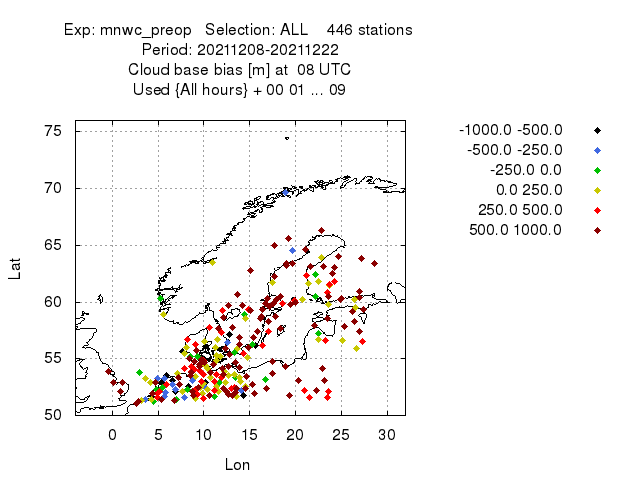 Exp: mnwc_preop   Selection: ALL    446 stations
Period: 20211208-20211222
Cloud base bias [m] at  08 UTC
Used {All hours} + 00 01 ... 09
-1000.0 -500.0
-500.0 -250.0
-250.0 0.0
0.0 250.0
250.0 500.0
500.0 1000.0
75
70
65
60
55
50
Lat
0 5 10 15 20 25 30
Lon